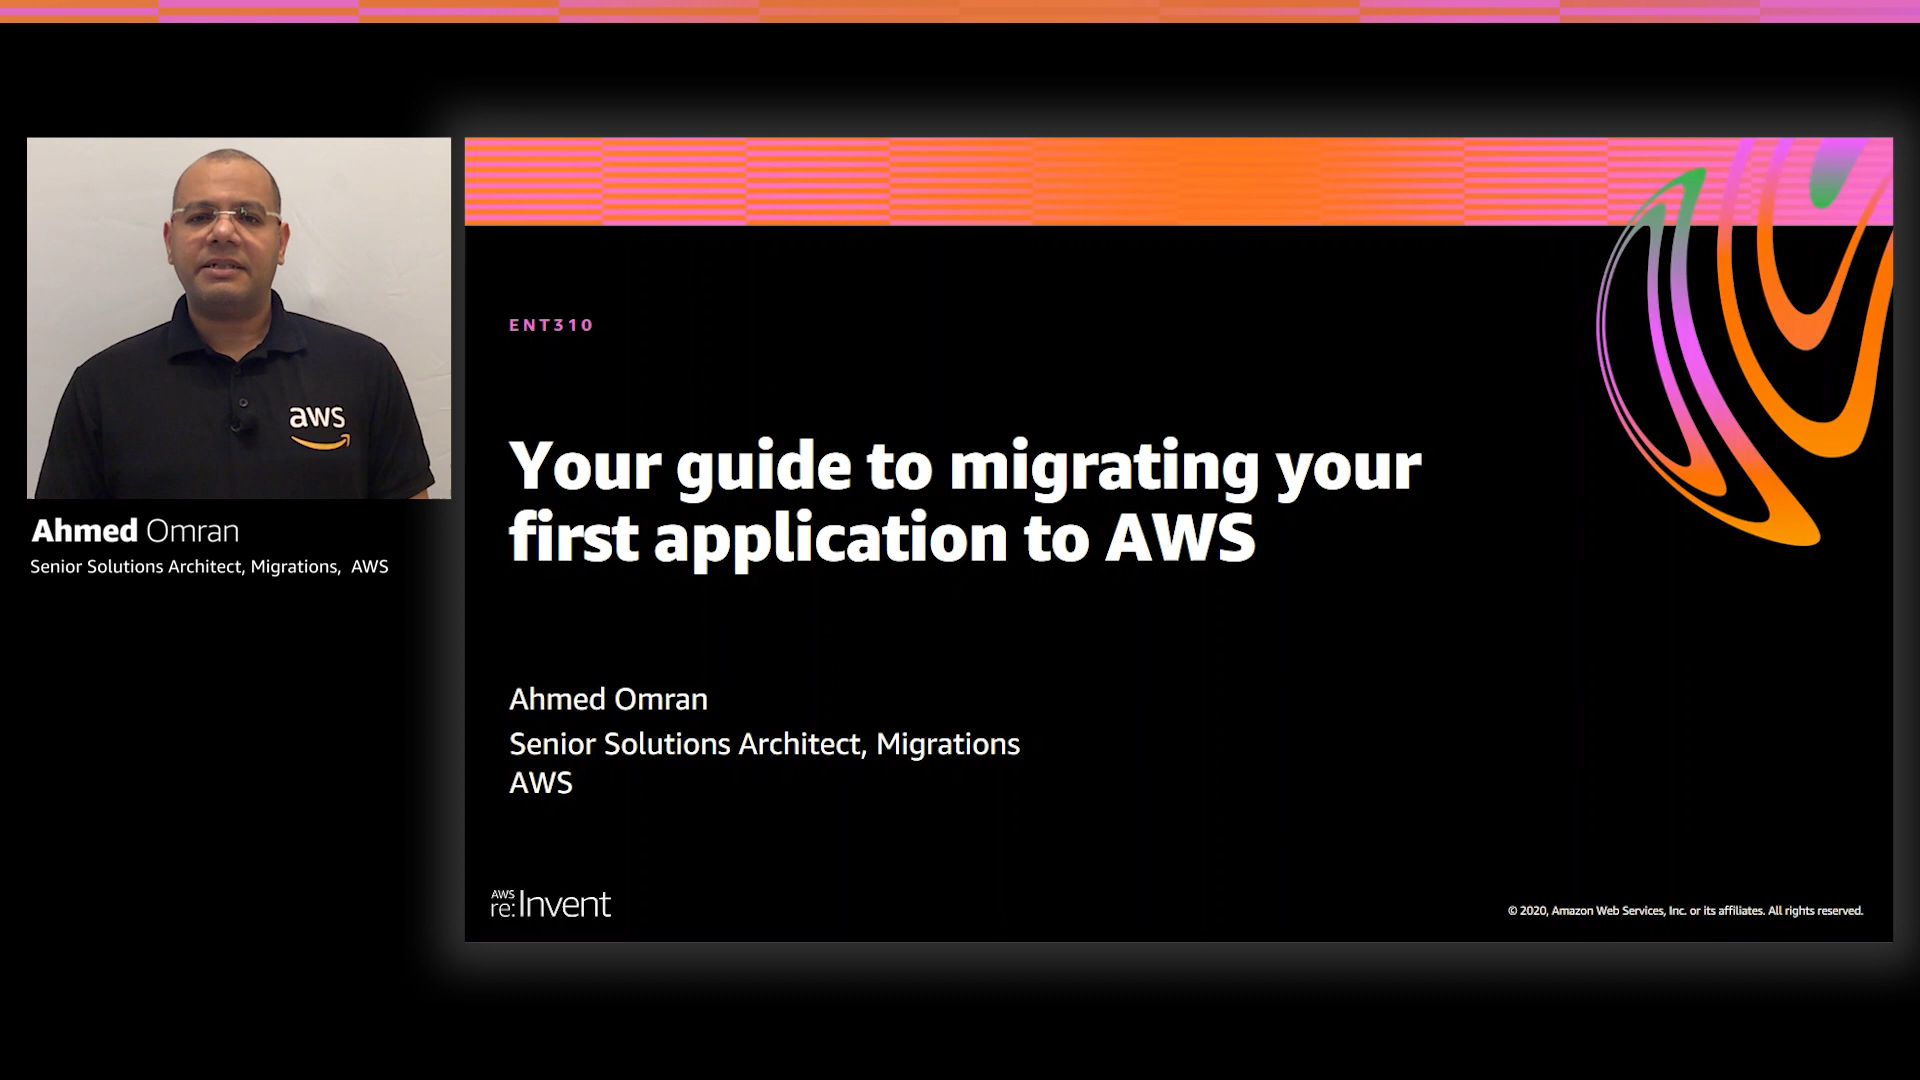 aws
Ahmed Omran
Senior Solutions Architect, Migrations, AWS
ENT310
Your guide to migrating your
first application to AWS
Ahmed Omran
Senior Solutions Architect, Migrations
AWS
AWS
re:Invent
© 2020, Amazon Web Services, Inc. or its affiliates. All rights reserved.